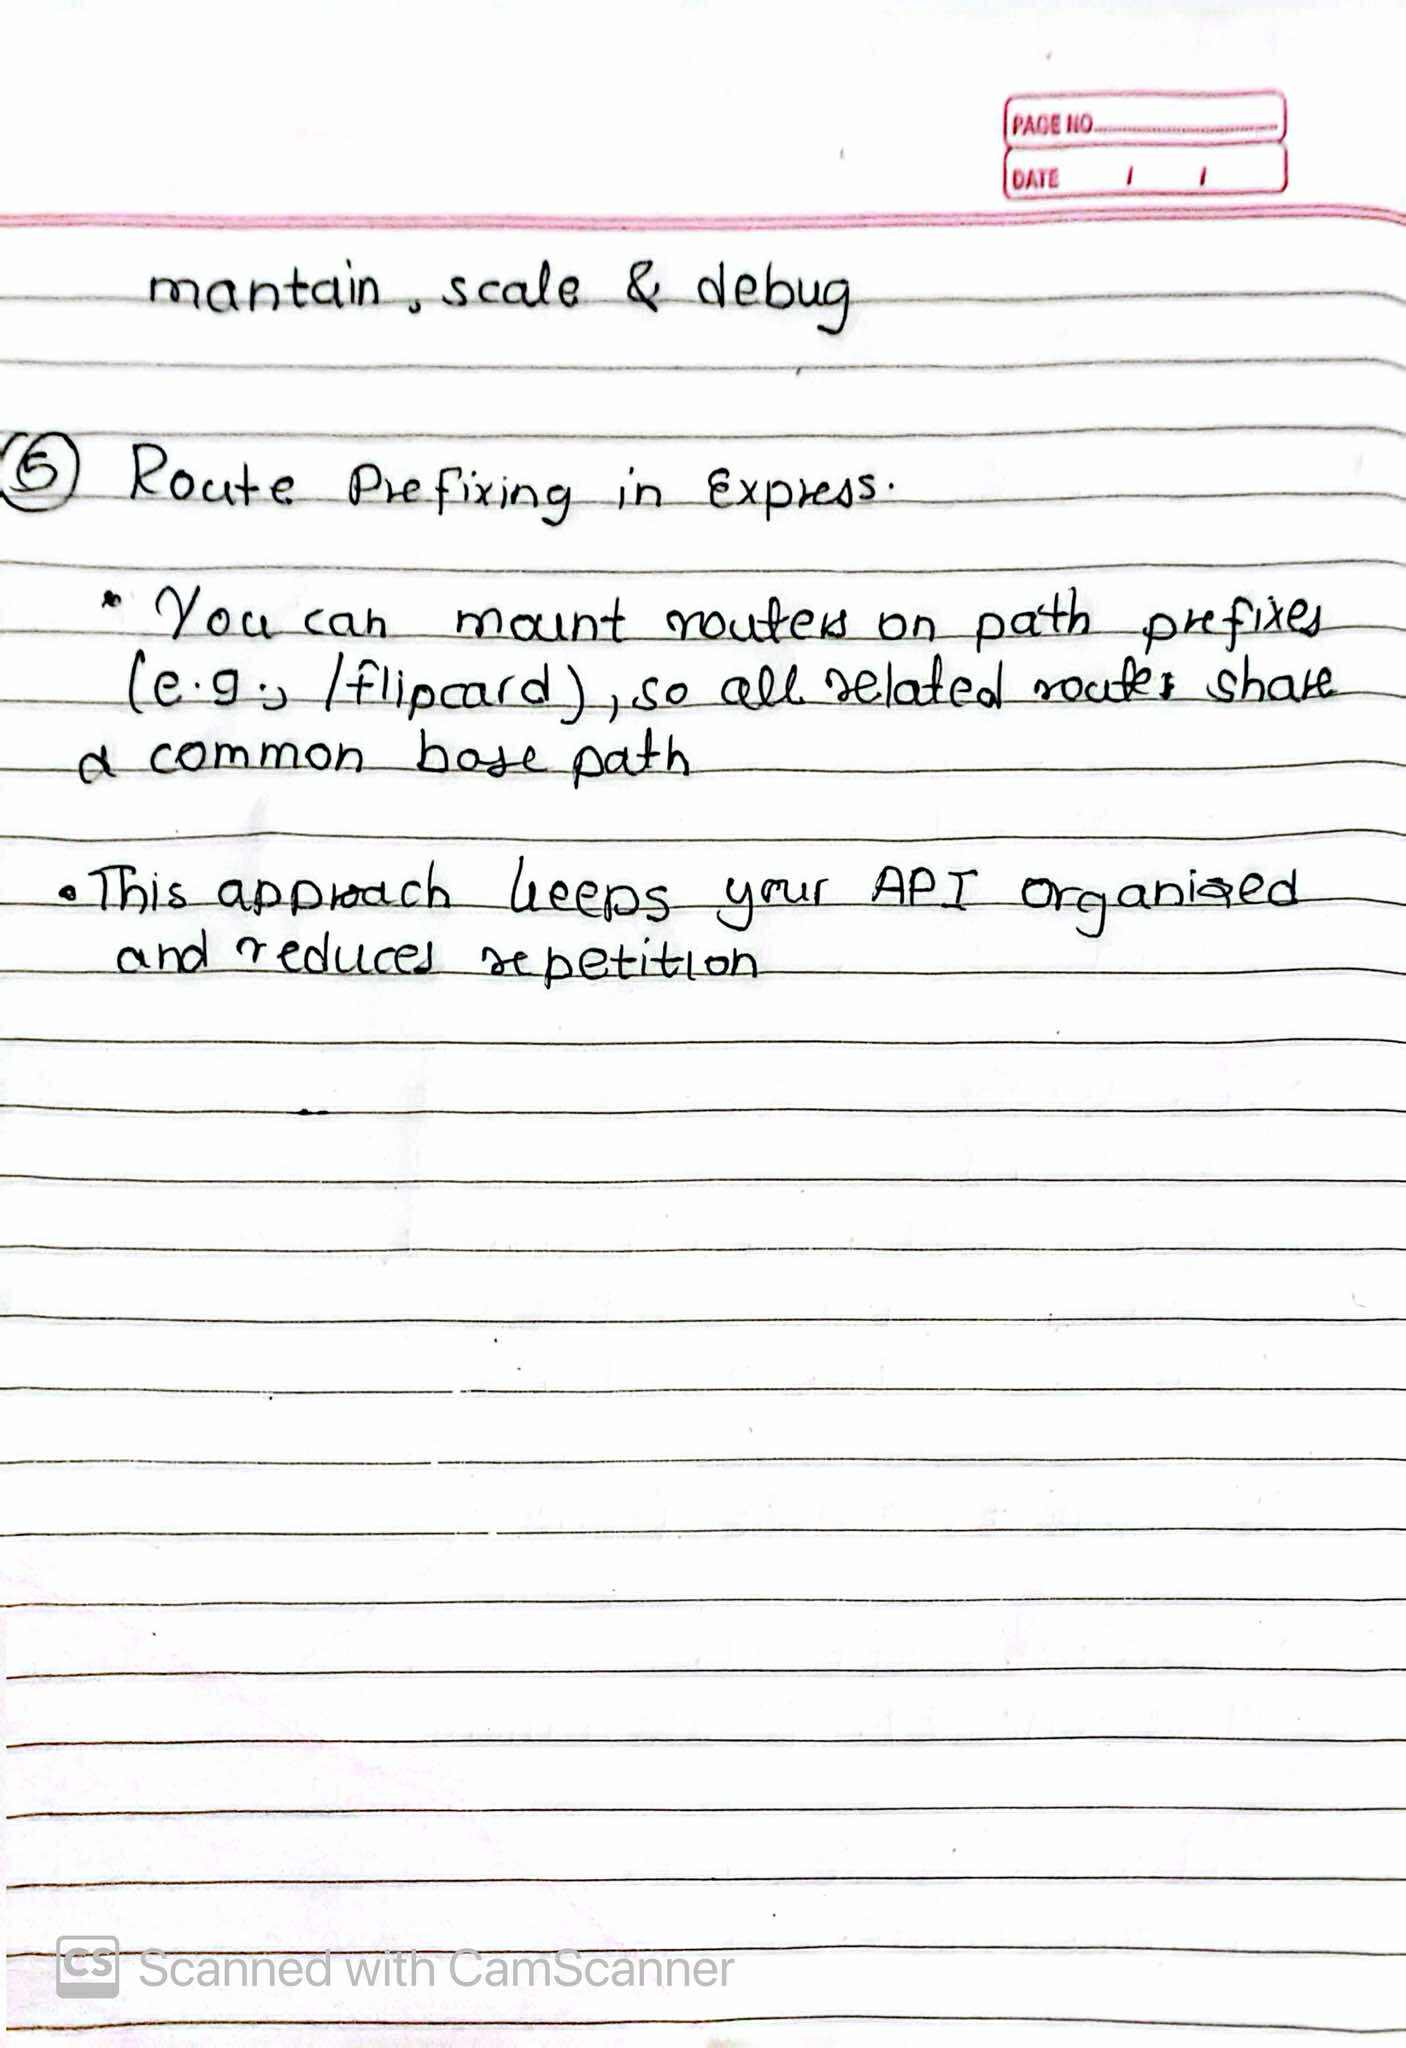 PAGE NO.
DATE / /
mantain, scale & debug
⑤ Route Prefixing in Express.
• You can mount routers on path prefixes
(e.g., /flipcard), so all related routes share
a common base path
• This approach keeps your API organized
and reduces repetition
CS Scanned with CamScanner